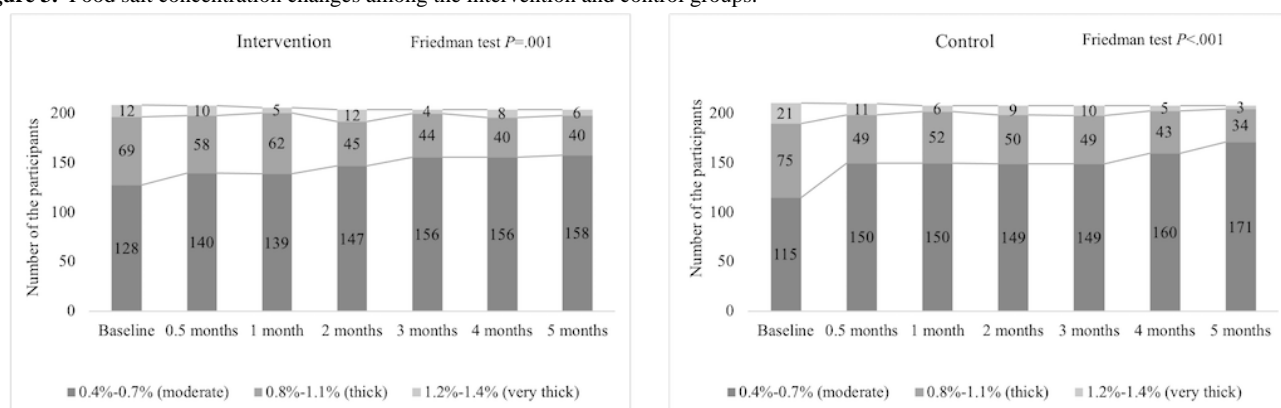 Food salt concentration changes among the intervention and control groups.
Intervention Friedman test P=.001
Number of the participants
200
150
100
50
0
12 10 5 12 4 8 6
69 58 62 45 44 40 40
128 140 139 147 156 156 158
Baseline 0.5 months 1 month 2 months 3 months 4 months 5 months
0.4%-0.7% (moderate) 0.8%-1.1% (thick) 1.2%-1.4% (very thick)
Control Friedman test P<.001
Number of the participants
200
150
100
50
0
21 11 6 9 10 5 3
75 49 52 50 49 43 34
115 150 150 149 149 160 171
Baseline 0.5 months 1 month 2 months 3 months 4 months 5 months
0.4%-0.7% (moderate) 0.8%-1.1% (thick) 1.2%-1.4% (very thick)